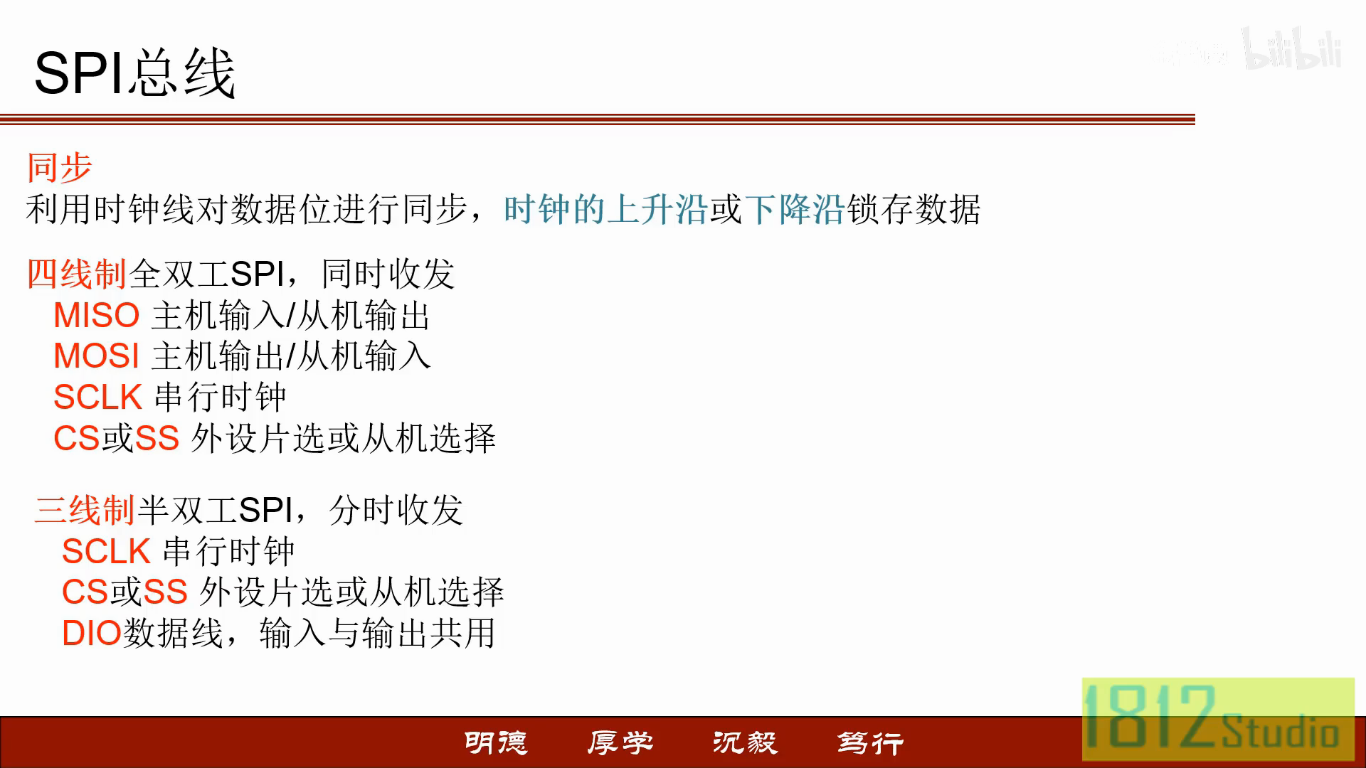 SPI总线
bilibili
同步
利用时钟线对数据位进行同步，时钟的上升沿或下降沿锁存数据
四线制全双工SPI，同时收发
MISO 主机输入/从机输出
MOSI 主机输出/从机输入
SCLK 串行时钟
CS或SS 外设片选或从机选择
三线制半双工SPI，分时收发
SCLK 串行时钟
CS或SS 外设片选或从机选择
DIO数据线，输入与输出共用
明德 厚学 沉毅 笃行
1812Studio